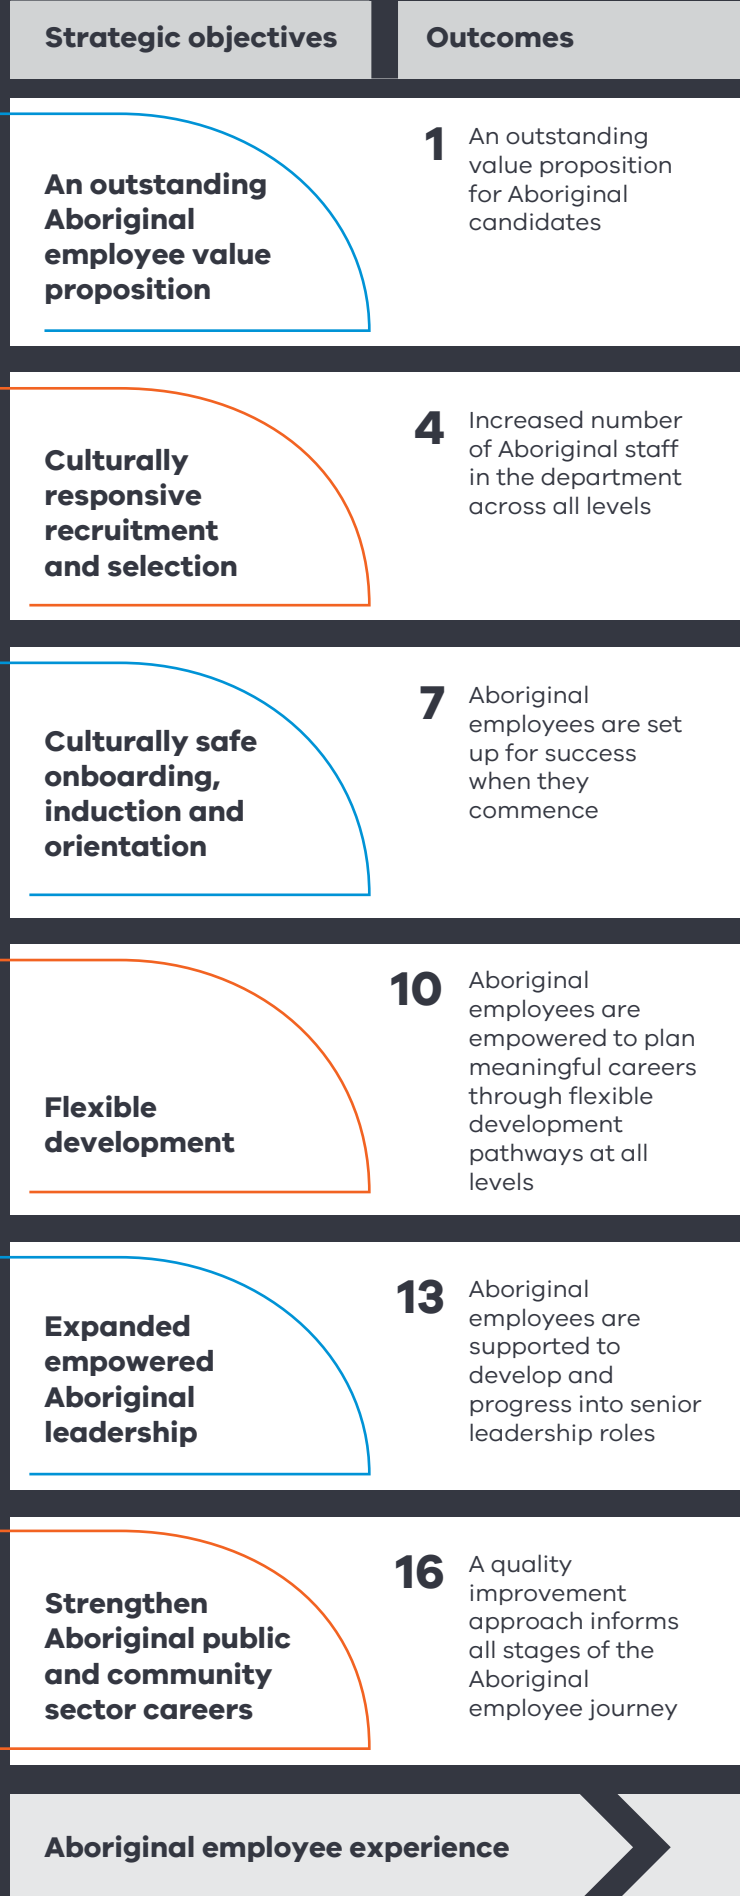 Strategic objectives
Outcomes
An outstanding
Aboriginal
employee value
proposition
1
An outstanding
value proposition
for Aboriginal
candidates
Culturally
responsive
recruitment
and selection
4
Increased number
of Aboriginal staff
in the department
across all levels
Culturally safe
onboarding,
induction and
orientation
7
Aboriginal
employees are set
up for success
when they
commence
Flexible
development
10
Aboriginal
employees are
empowered to plan
meaningful careers
through flexible
development
pathways at all
levels
Expanded
empowered
Aboriginal
leadership
13
Aboriginal
employees are
supported to
develop and
progress into senior
leadership roles
Strengthen
Aboriginal public
and community
sector careers
16
A quality
improvement
approach informs
all stages of the
Aboriginal
employee journey
Aboriginal employee experience